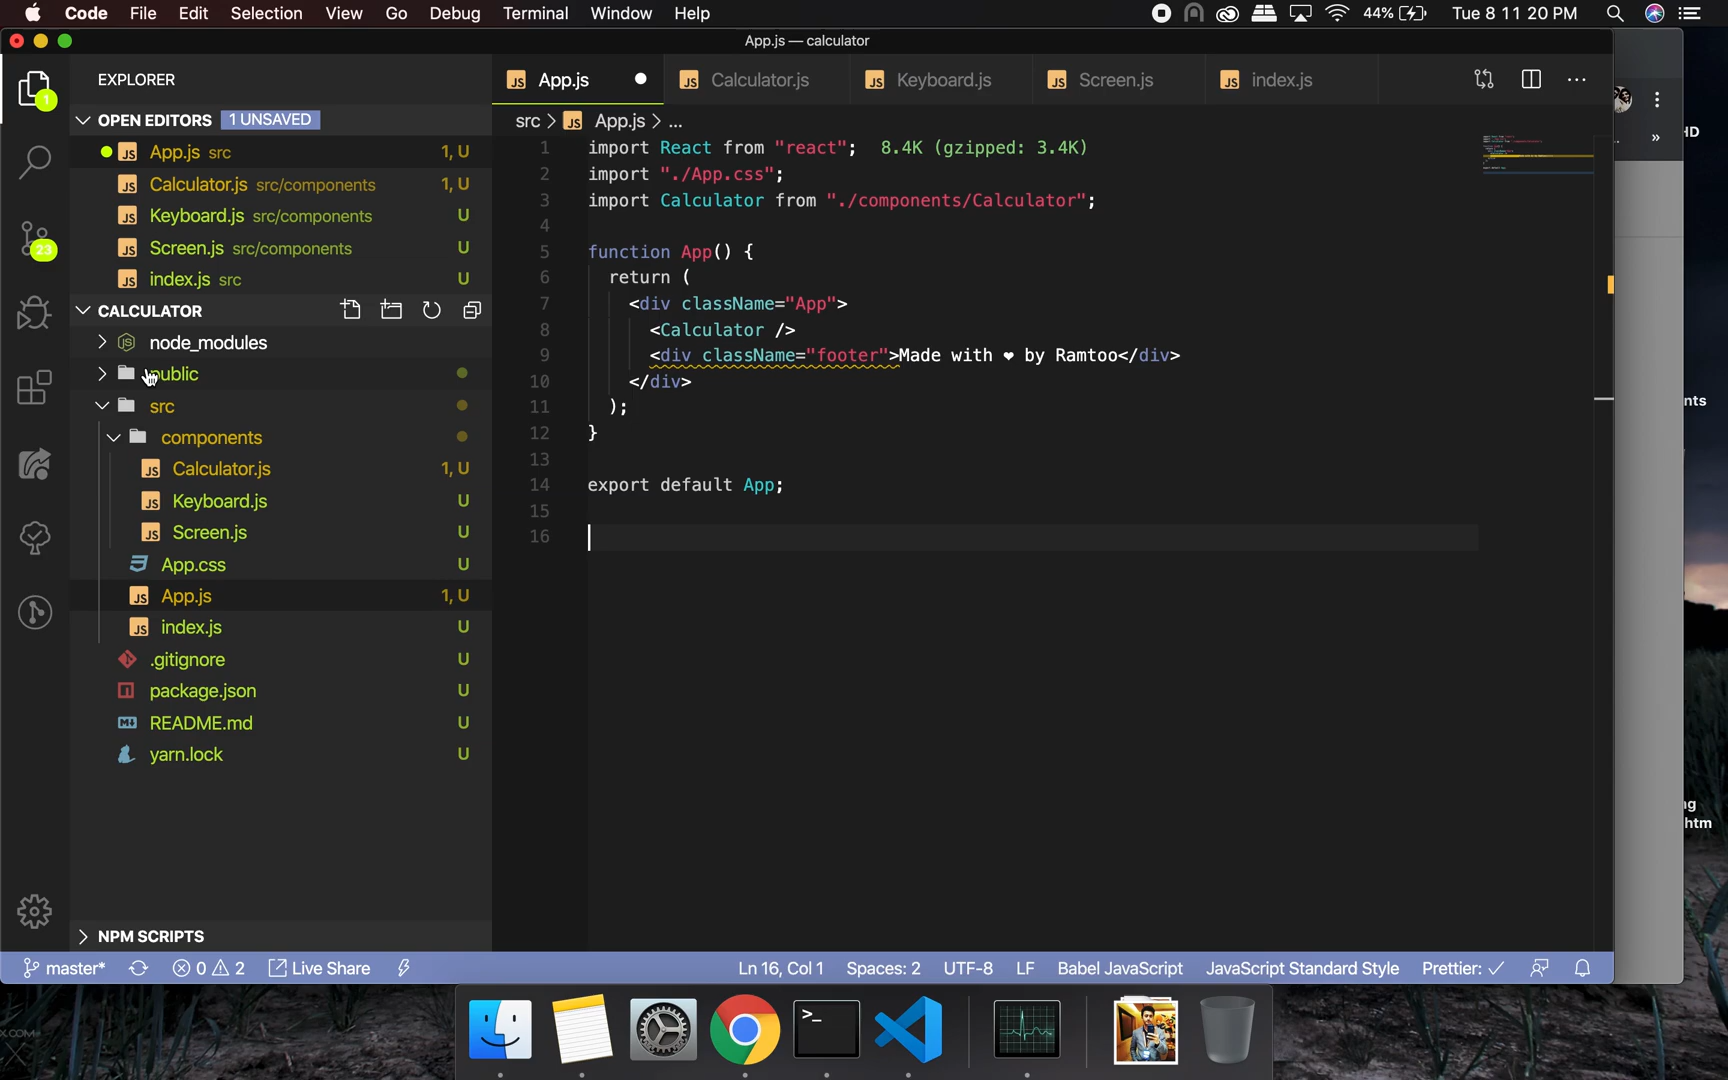 Code File Edit Selection View Go Debug Terminal Window Help 44% Tue 8 11 20 PM
App.js — calculator
EXPLORER
OPEN EDITORS 1 UNSAVED
App.js src 1, U
Calculator.js src/components 1, U
Keyboard.js src/components U
Screen.js src/components U
index.js src U
CALCULATOR
node_modules
public
src
components
Calculator.js 1, U
Keyboard.js U
Screen.js U
App.css U
App.js 1, U
index.js U
.gitignore U
package.json U
README.md U
yarn.lock U
NPM SCRIPTS
1
23
App.js Calculator.js Keyboard.js Screen.js index.js
src > App.js > ...
1 import React from "react"; 8.4K (gzipped: 3.4K)
2 import "./App.css";
3 import Calculator from "./components/Calculator";
4
5 function App() {
6 return (
7 <div className="App">
8 <Calculator />
9 <div className="footer">Made with ❤ by Ramtoo</div>
10 </div>
11 );
12 }
13
14 export default App;
15
16
master* 0 2 Live Share Ln 16, Col 1 Spaces: 2 UTF-8 LF Babel JavaScript JavaScript Standard Style Prettier: ✓
HD
»
nts
ng
htm
X.COM
>_